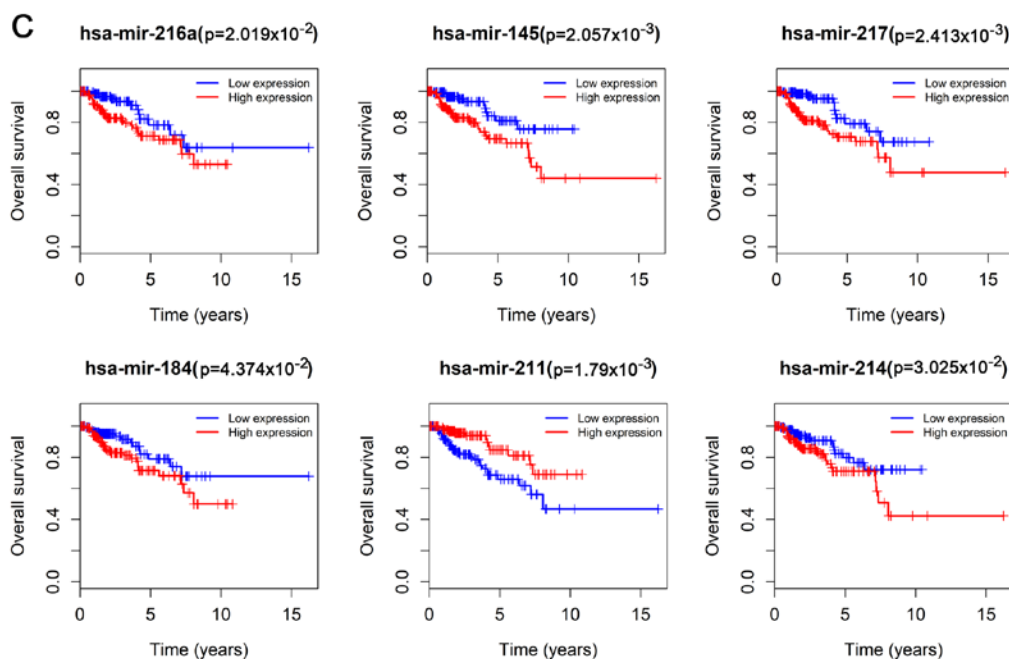 C
hsa-mir-216a(p=2.019x10-2)
Low expression
High expression
Overall survival
0.0 0.4 0.8
0 5 10 15
Time (years)
hsa-mir-145(p=2.057x10-3)
Low expression
High expression
Overall survival
0.0 0.4 0.8
0 5 10 15
Time (years)
hsa-mir-217(p=2.413x10-3)
Low expression
High expression
Overall survival
0.0 0.4 0.8
0 5 10 15
Time (years)
hsa-mir-184(p=4.374x10-2)
Low expression
High expression
Overall survival
0.0 0.4 0.8
0 5 10 15
Time (years)
hsa-mir-211(p=1.79x10-3)
Low expression
High expression
Overall survival
0.0 0.4 0.8
0 5 10 15
Time (years)
hsa-mir-214(p=3.025x10-2)
Low expression
High expression
Overall survival
0.0 0.4 0.8
0 5 10 15
Time (years)